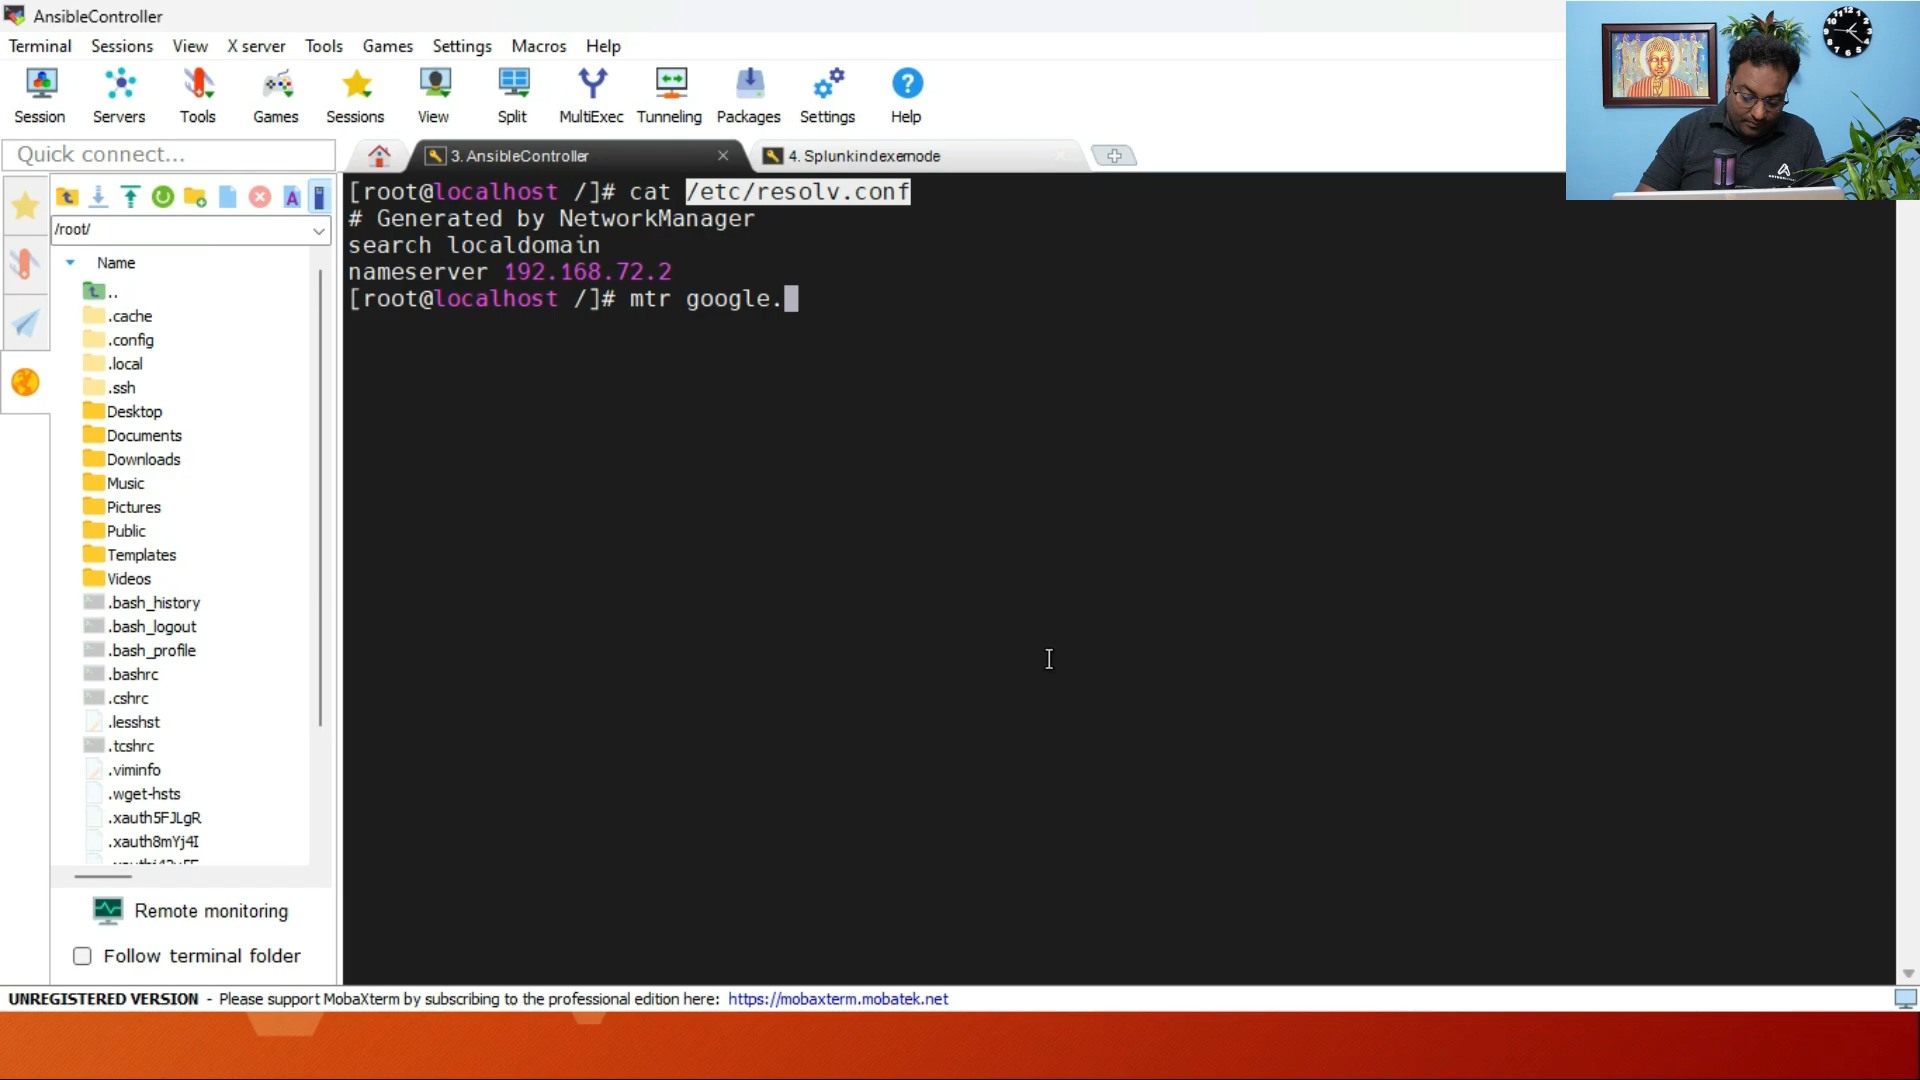 AnsibleController
Terminal Sessions View X server Tools Games Settings Macros Help
Session Servers Tools Games Sessions View Split MultiExec Tunneling Packages Settings Help
Quick connect...
3. AnsibleController
4. Splunkindexernode
/root/
Name
..
.cache
.config
.local
.ssh
Desktop
Documents
Downloads
Music
Pictures
Public
Templates
Videos
.bash_history
.bash_logout
.bash_profile
.bashrc
.cshrc
.lesshst
.tcshrc
.viminfo
.wget-hsts
.xauth5FJLgR
.xauth8mYj4I
Remote monitoring
Follow terminal folder
[root@localhost /]# cat /etc/resolv.conf
# Generated by NetworkManager
search localdomain
nameserver 192.168.72.2
[root@localhost /]# mtr google.
UNREGISTERED VERSION - Please support MobaXterm by subscribing to the professional edition here: https://mobaxterm.mobatek.net